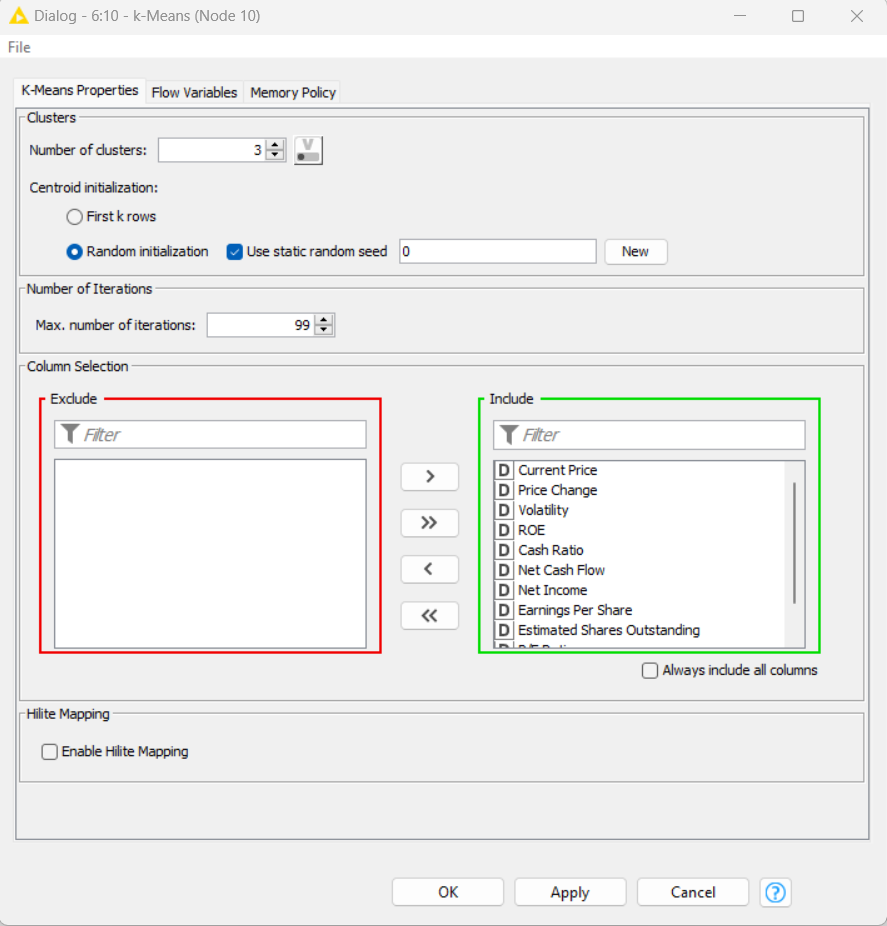 Dialog - 6:10 - k-Means (Node 10)
File
K-Means Properties Flow Variables Memory Policy
Clusters
Number of clusters: 3 V
Centroid initialization:
First k rows
Random initialization Use static random seed 0 New
Number of Iterations
Max. number of iterations: 99
Column Selection
Exclude
Filter
Include
Filter
D Current Price
D Price Change
D Volatility
D ROE
D Cash Ratio
D Net Cash Flow
D Net Income
D Earnings Per Share
D Estimated Shares Outstanding
>
>>
<
<<
Always include all columns
Hilite Mapping
Enable Hilite Mapping
OK Apply Cancel ?